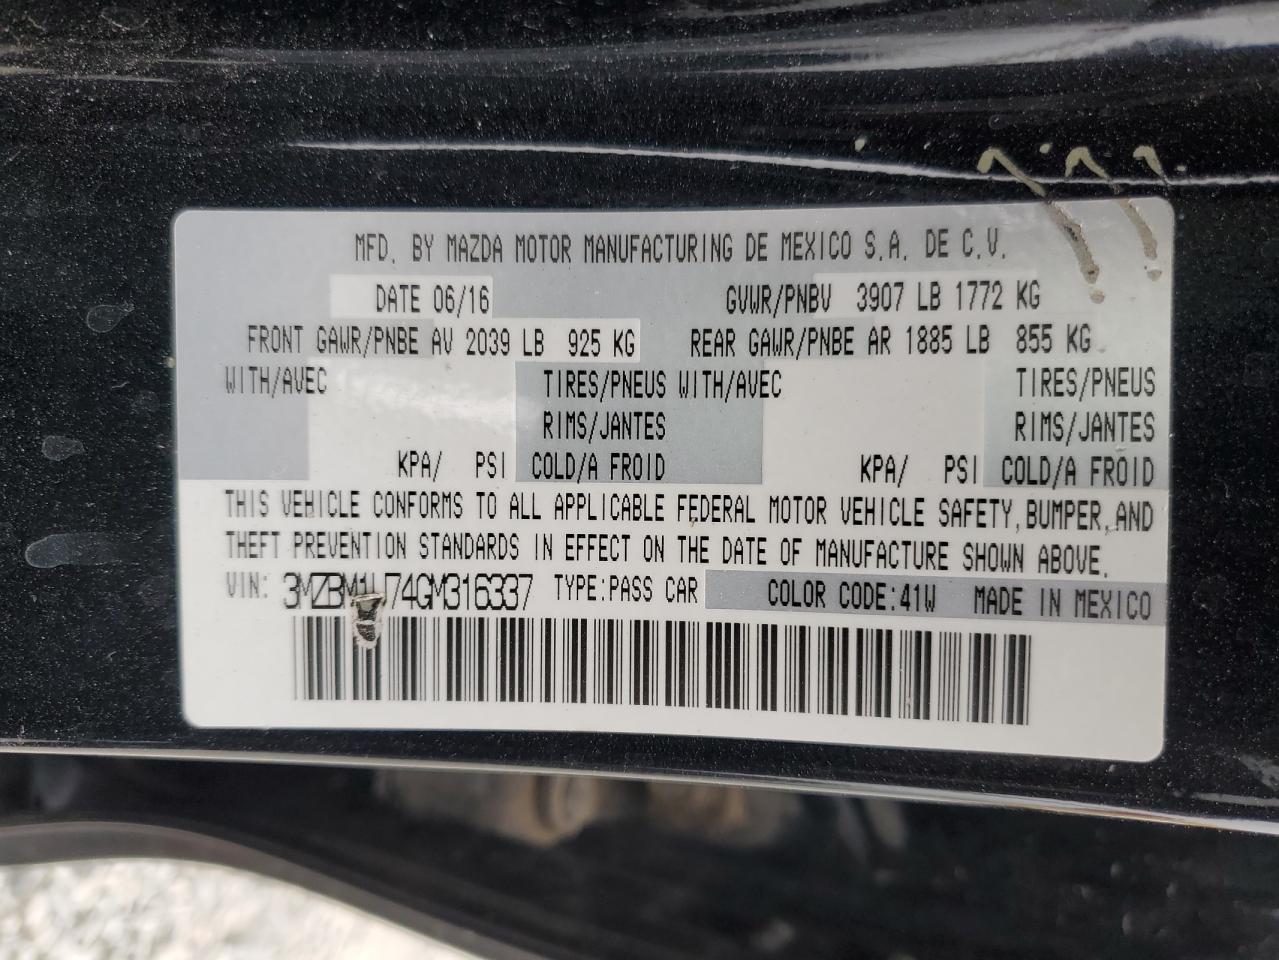 MFD. BY MAZDA MOTOR MANUFACTURING DE MEXICO S.A. DE C.V.
DATE 06/16 GVWR/PNBV 3907 LB 1772 KG
FRONT GAWR/PNBE AV 2039 LB 925 KG REAR GAWR/PNBE AR 1885 LB 855 KG
WITH/AVEC TIRES/PNEUS WITH/AVEC TIRES/PNEUS
RIMS/JANTES RIMS/JANTES
KPA/ PSI COLD/A FROID KPA/ PSI COLD/A FROID
THIS VEHICLE CONFORMS TO ALL APPLICABLE FEDERAL MOTOR VEHICLE SAFETY, BUMPER, AND
THEFT PREVENTION STANDARDS IN EFFECT ON THE DATE OF MANUFACTURE SHOWN ABOVE.
VIN: 3MZBM1U74GM316337 TYPE:PASS CAR COLOR CODE:41W MADE IN MEXICO